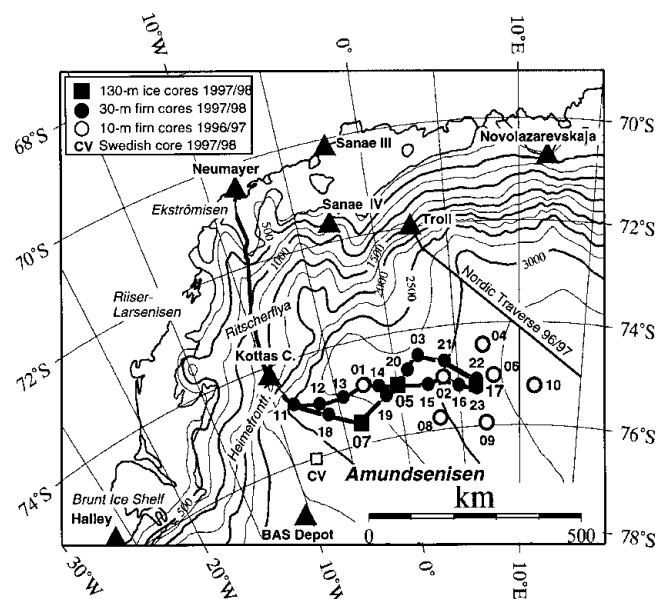 10°W
0°
10°E
130-m ice cores 1997/98
30-m firn cores 1997/98
10-m firn cores 1996/97
CV Swedish core 1997/98
68°S
70°S
Sanae III
Novolazarevskaja
Neumayer
Ekströmisen
Sanae IV
Troll
72°S
70°S
500
1000
1500
2000
2500
3000
Nordic Traverse 96/97
Riiser-
Larsenisen
Ritscherflya
74°S
Kottas C.
03
21
04
20
22
06
10
01
14
13
12
11
18
07
19
05
15
02
16
23
17
08
09
72°S
Heimefrontf.
76°S
CV
Amundsenisen
74°S
Brunt Ice Shelf
500
Halley
BAS Depot
km
0
500
78°S
30°W
20°W
10°W
0°
10°E